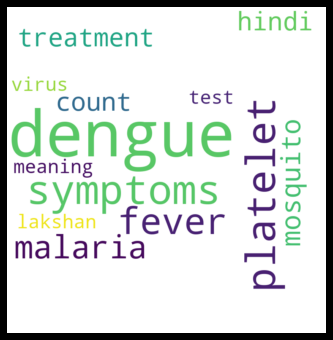 hindi
treatment
virus
count
test
dengue
platelet
mosquito
meaning
symptoms
lakshan
fever
malaria